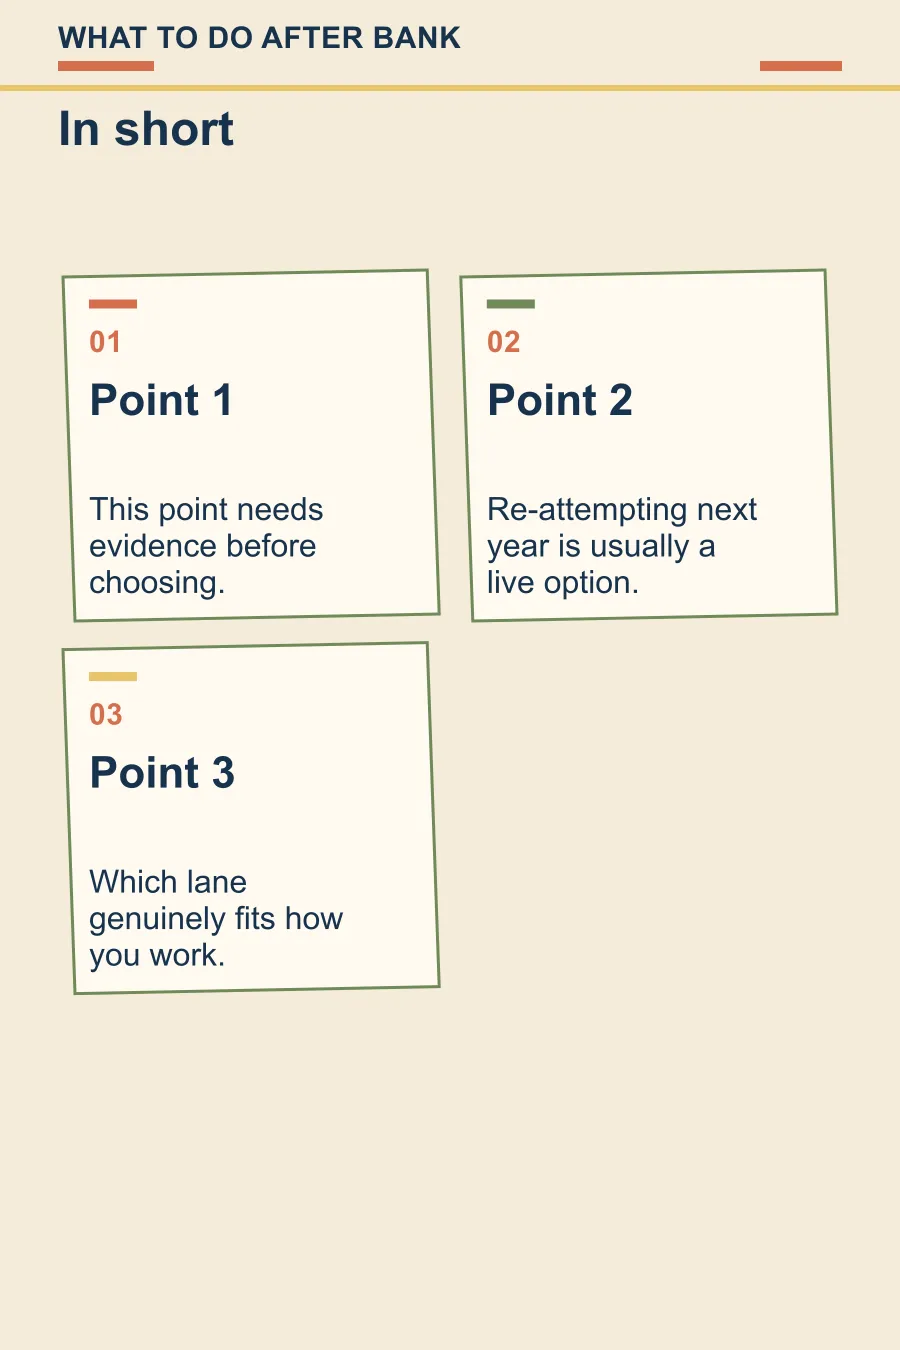 WHAT TO DO AFTER BANK
In short
01
Point 1
This point needs
evidence before
choosing.
02
Point 2
Re-attempting next
year is usually a
live option.
03
Point 3
Which lane
genuinely fits how
you work.